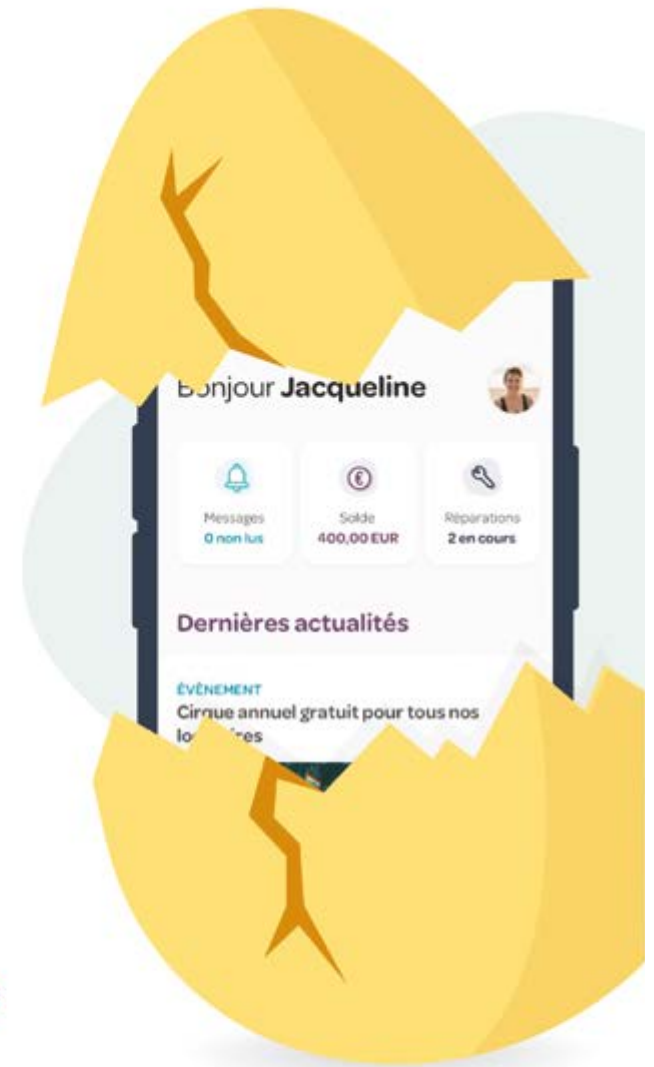 Bonjour Jacqueline
Messages
0 non lus
Solde
400,00 EUR
Réparations
2 en cours
Dernières actualités
ÉVÈNEMENT
Cirque annuel gratuit pour tous nos